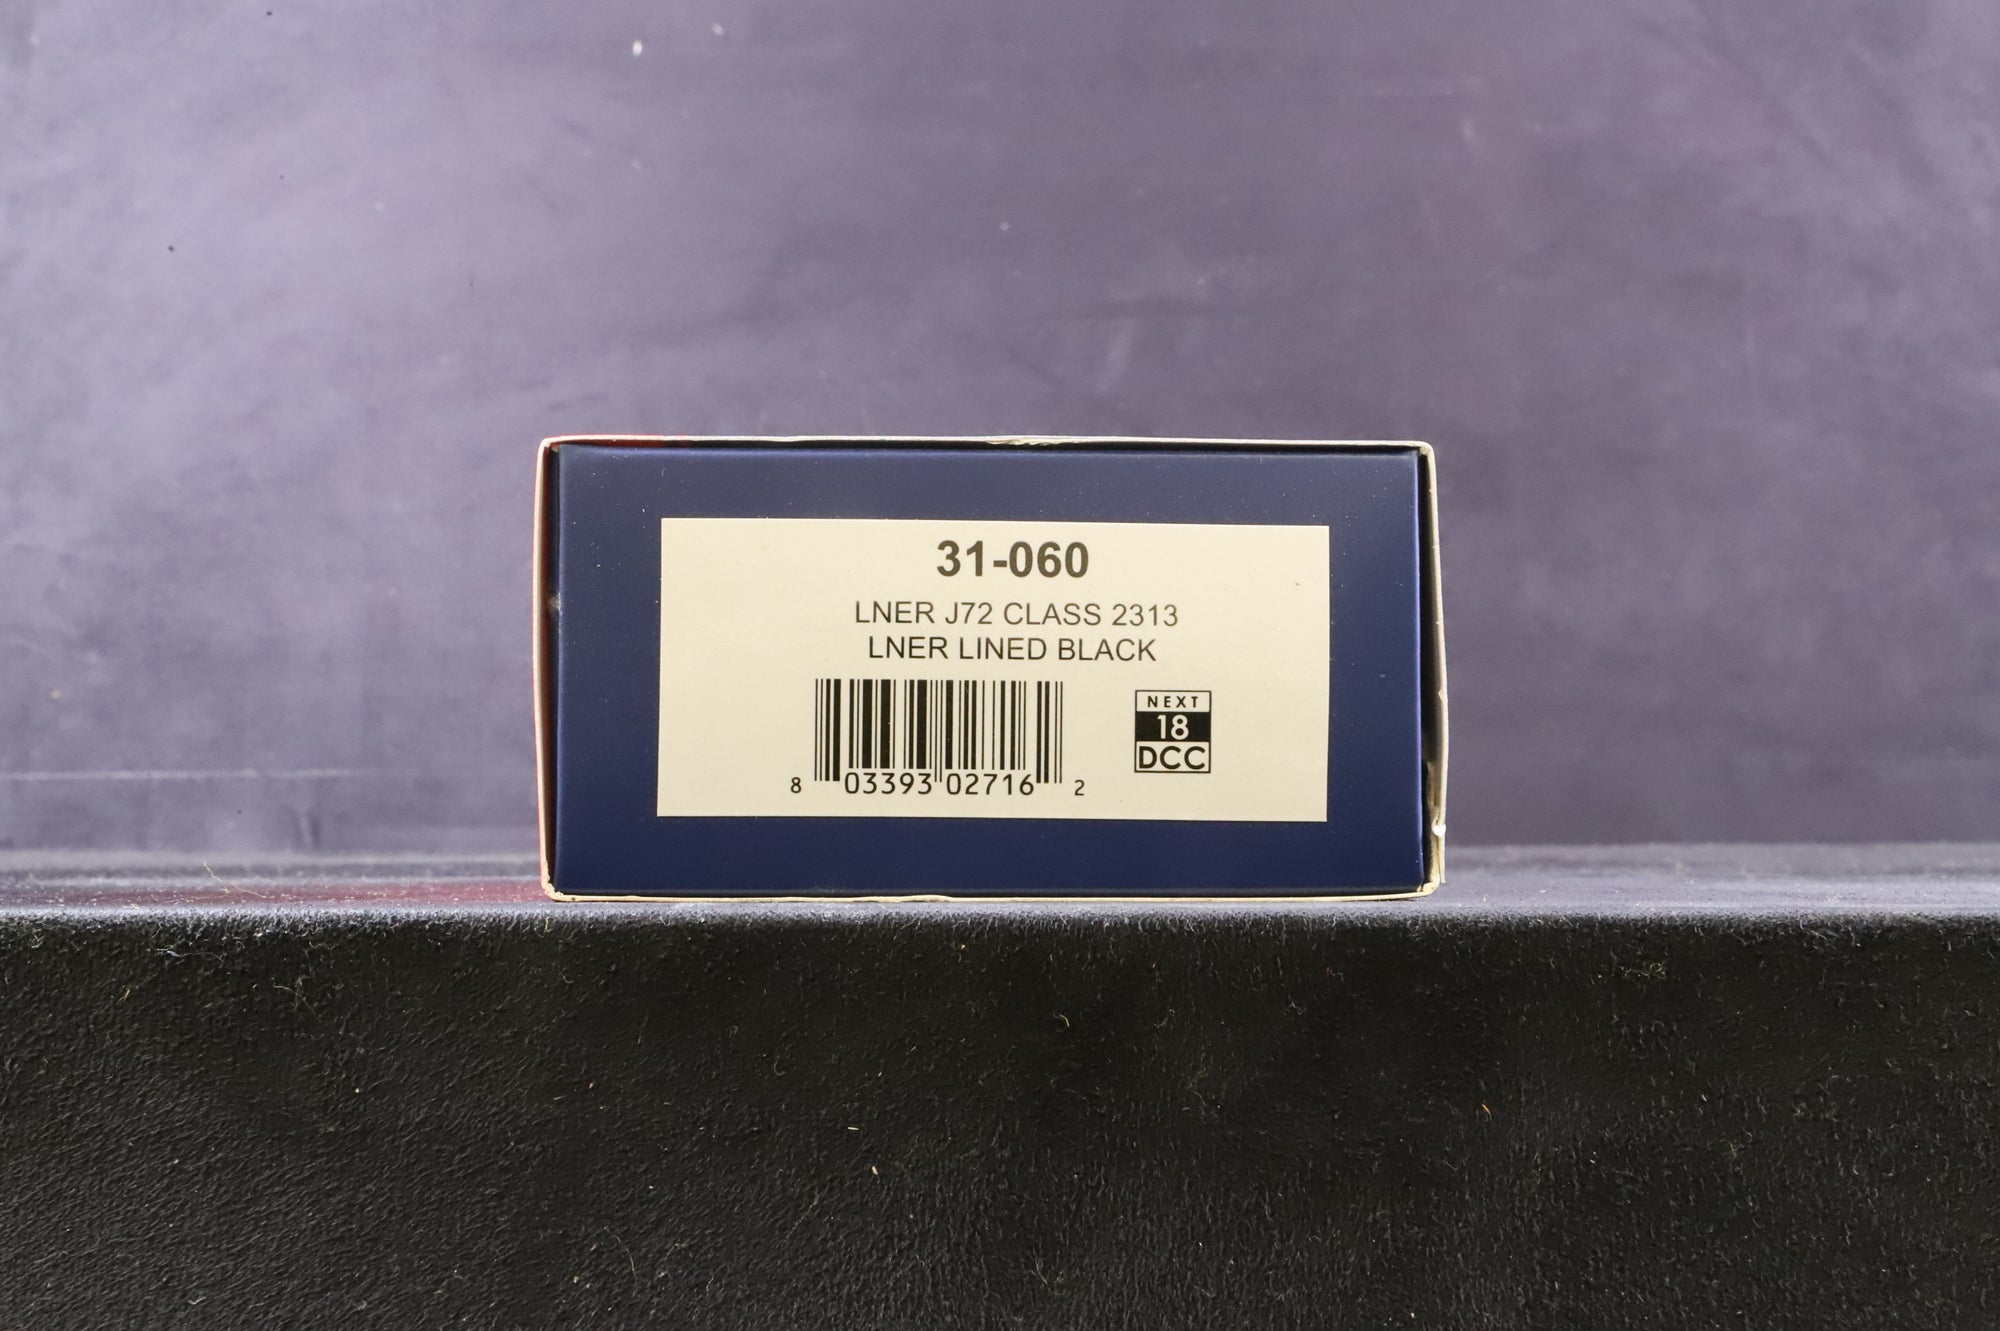 31-060
LNER J72 CLASS 2313
LNER LINED BLACK
NEXT
18
DCC
8 03393 02716 2